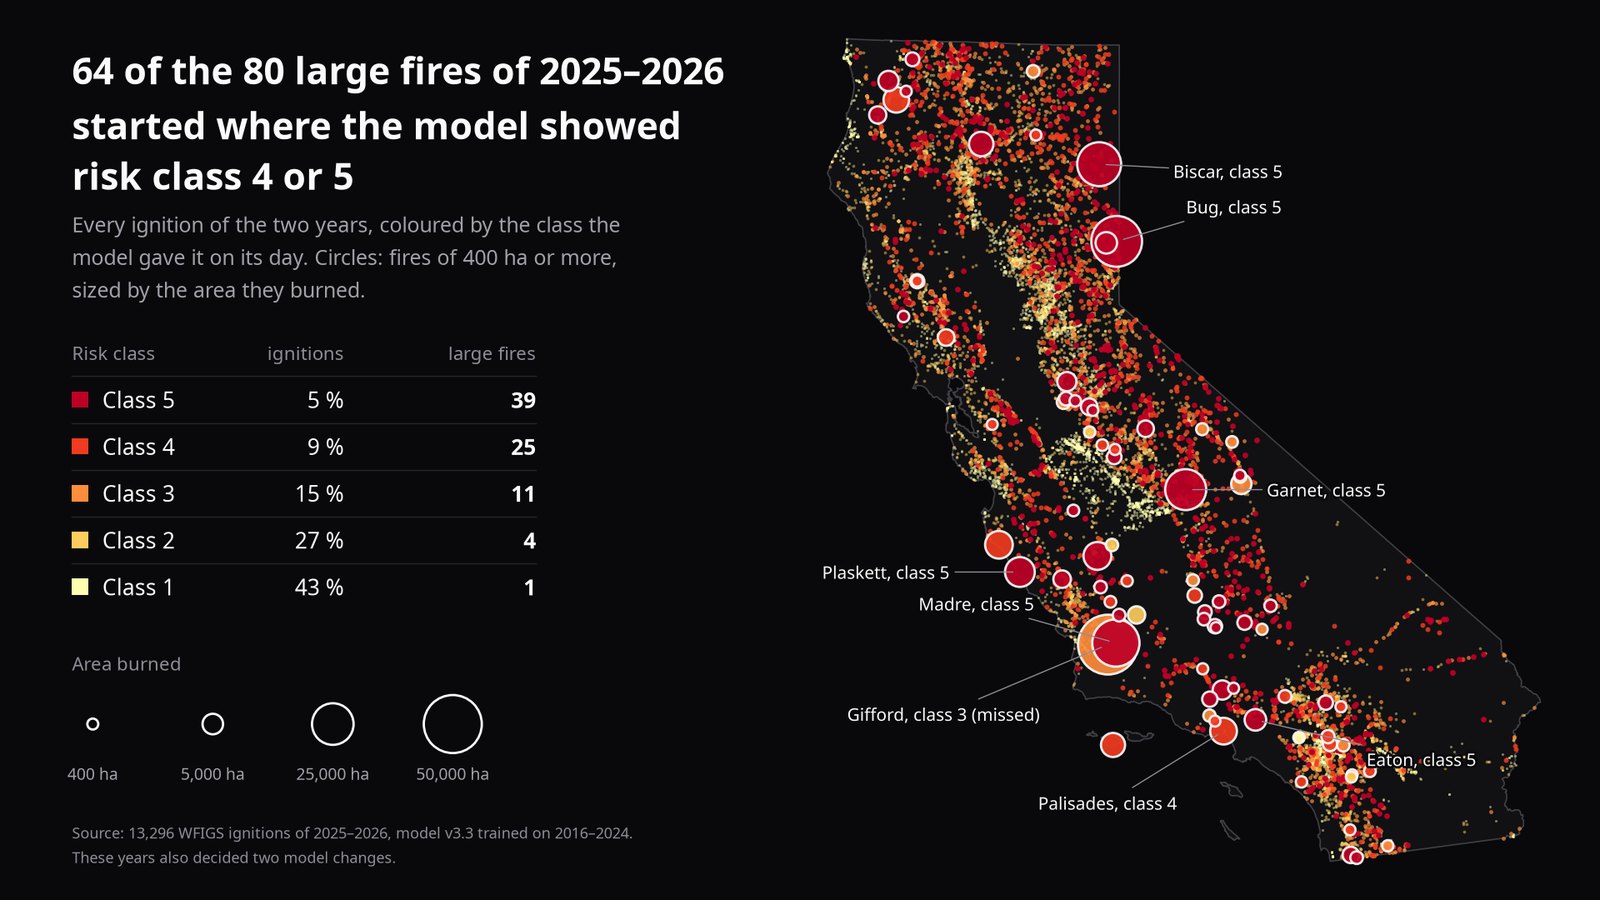 64 of the 80 large fires of 2025–2026
started where the model showed
risk class 4 or 5
Every ignition of the two years, coloured by the class the
model gave it on its day. Circles: fires of 400 ha or more,
sized by the area they burned.
Risk class ignitions large fires
Class 5 5 % 39
Class 4 9 % 25
Class 3 15 % 11
Class 2 27 % 4
Class 1 43 % 1
Area burned
400 ha 5,000 ha 25,000 ha 50,000 ha
Source: 13,296 WFIGS ignitions of 2025–2026, model v3.3 trained on 2016–2024.
These years also decided two model changes.
Biscar, class 5
Bug, class 5
Garnet, class 5
Plaskett, class 5
Madre, class 5
Gifford, class 3 (missed)
Eaton, class 5
Palisades, class 4